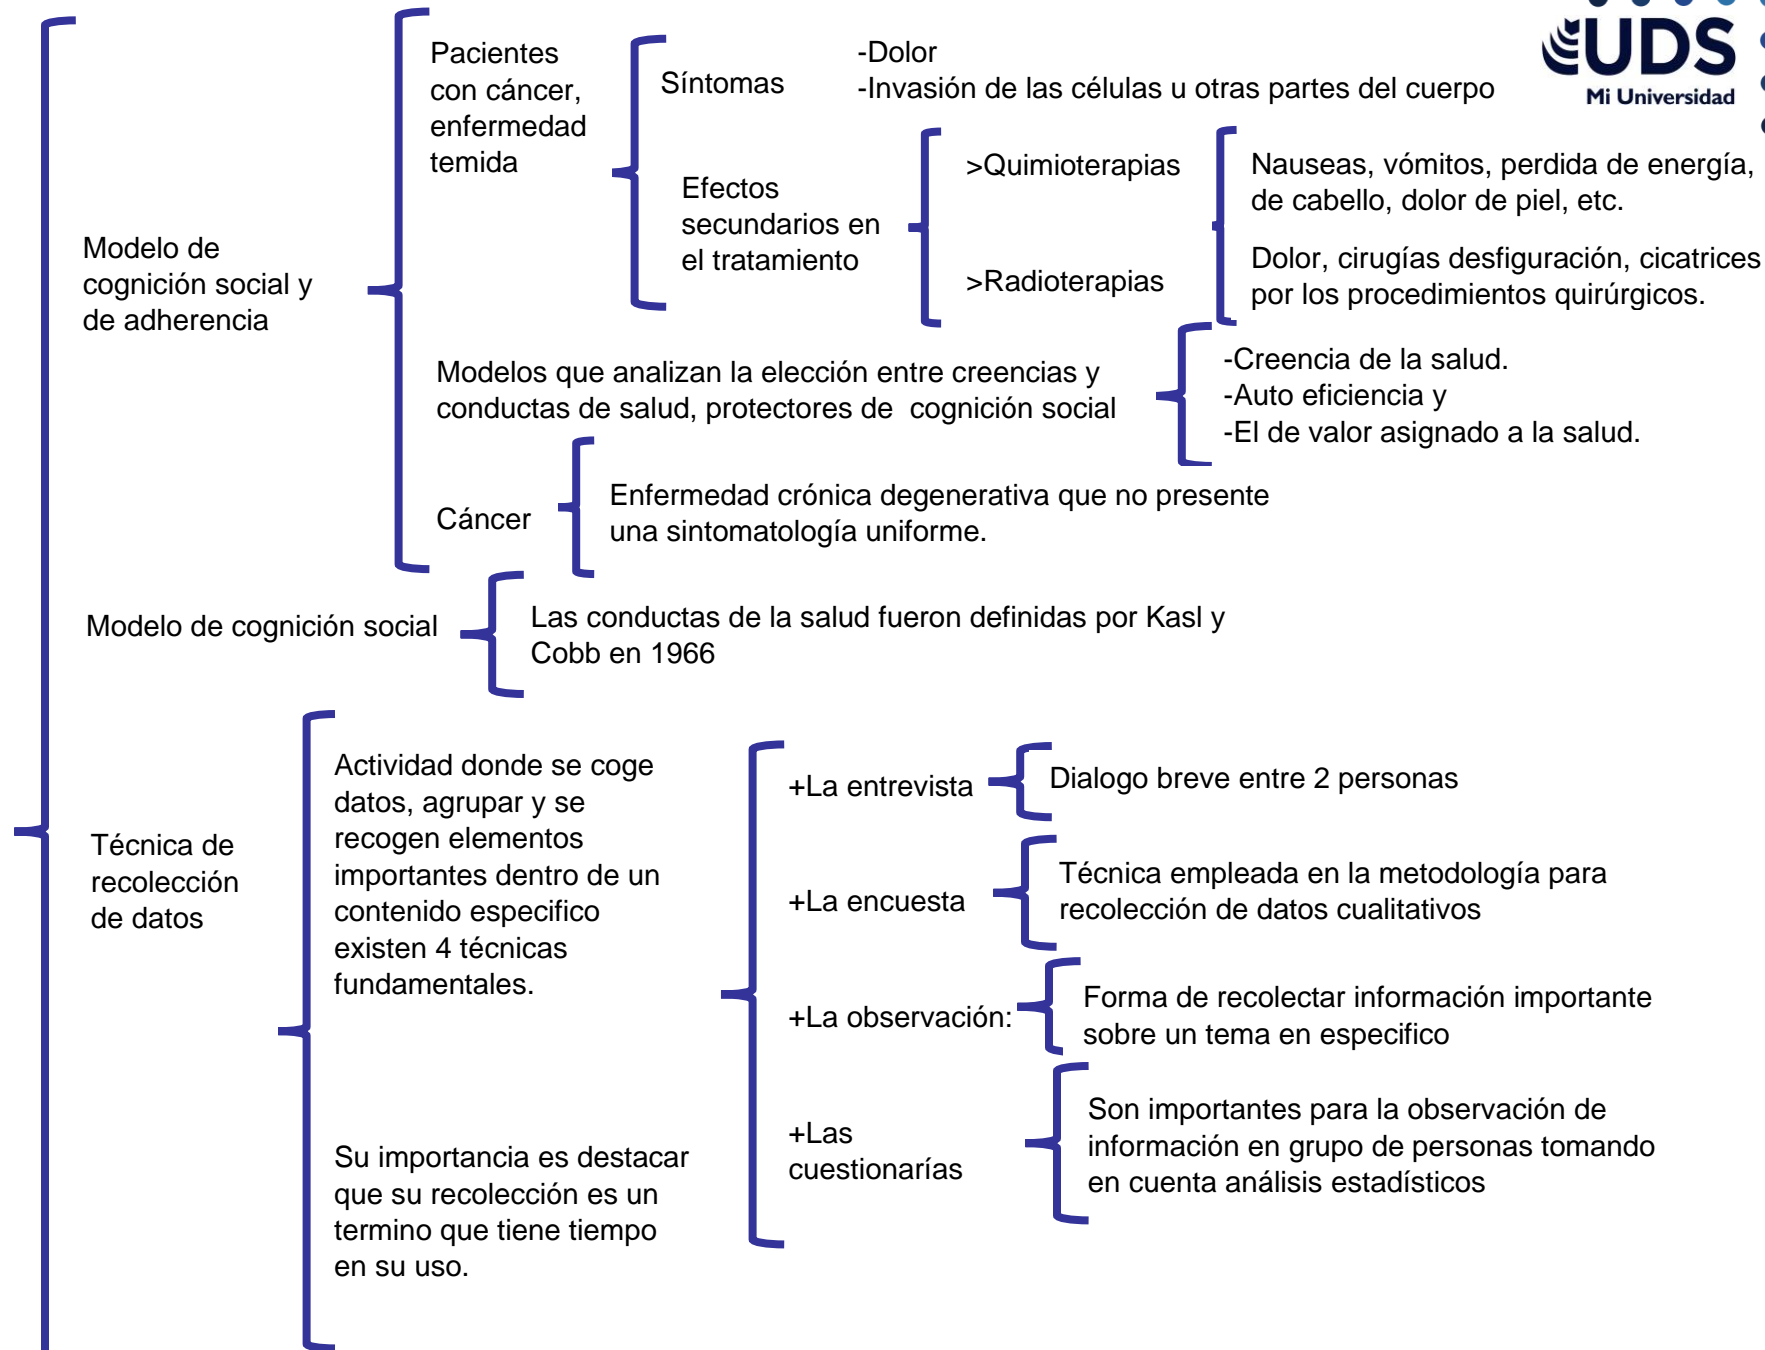 UDS
Mi Universidad
Modelo de
cognición social y
de adherencia
Pacientes
con cáncer,
enfermedad
temida
Síntomas
-Dolor
-Invasión de las células u otras partes del cuerpo
Efectos
secundarios en
el tratamiento
>Quimioterapias
Nauseas, vómitos, perdida de energía,
de cabello, dolor de piel, etc.
>Radioterapias
Dolor, cirugías desfiguración, cicatrices
por los procedimientos quirúrgicos.
Modelos que analizan la elección entre creencias y
conductas de salud, protectores de  cognición social
-Creencia de la salud.
-Auto eficiencia y
-El de valor asignado a la salud.
Cáncer
Enfermedad crónica degenerativa que no presente
una sintomatología uniforme.
Modelo de cognición social
Las conductas de la salud fueron definidas por Kasl y
Cobb en 1966
Técnica de
recolección
de datos
Actividad donde se coge
datos, agrupar y se
recogen elementos
importantes dentro de un
contenido especifico
existen 4 técnicas
fundamentales.
+La entrevista
Dialogo breve entre 2 personas
+La encuesta
Técnica empleada en la metodología para
recolección de datos cualitativos
+La observación:
Forma de recolectar información importante
sobre un tema en especifico
+Las
cuestionarías
Son importantes para la observación de
información en grupo de personas tomando
en cuenta análisis estadísticos
Su importancia es destacar
que su recolección es un
termino que tiene tiempo
en su uso.